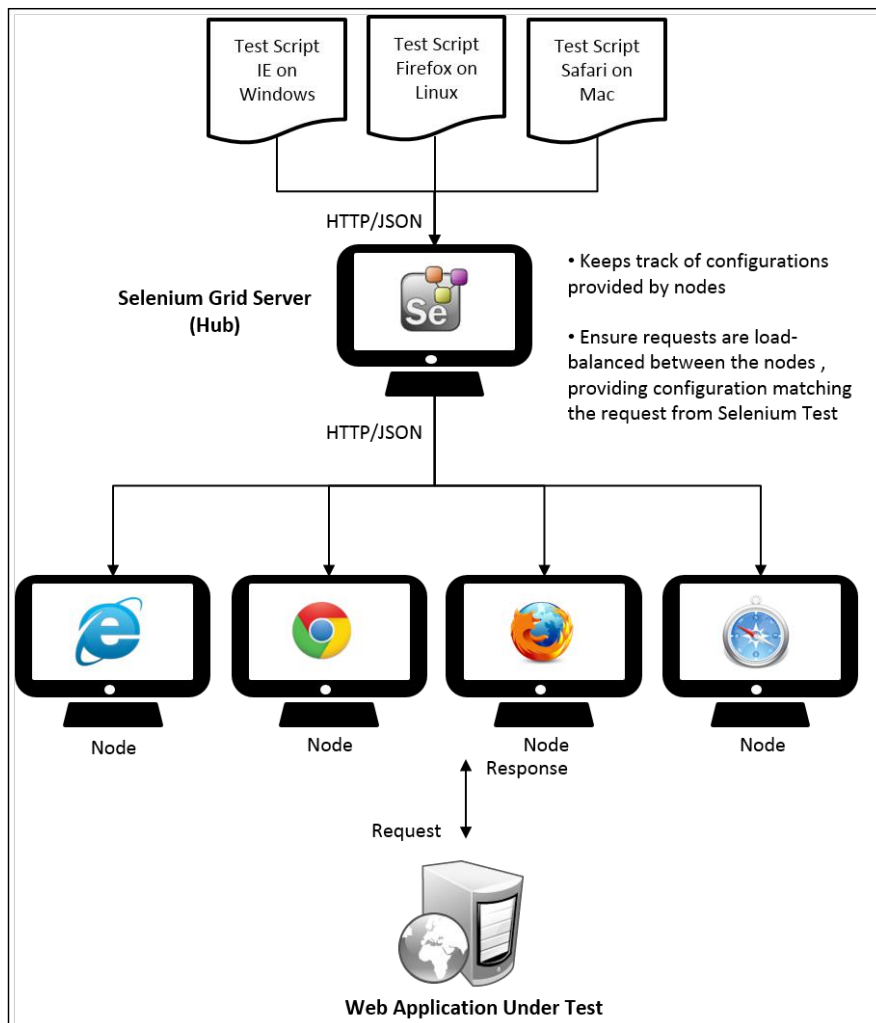 Test Script
IE on
Windows
Test Script
Firefox on
Linux
Test Script
Safari on
Mac
HTTP/JSON
Selenium Grid Server
(Hub)
Se
• Keeps track of configurations
provided by nodes
• Ensure requests are load-
balanced between the nodes ,
providing configuration matching
the request from Selenium Test
HTTP/JSON
Node
Node
Node
Node
Response
Request
Web Application Under Test